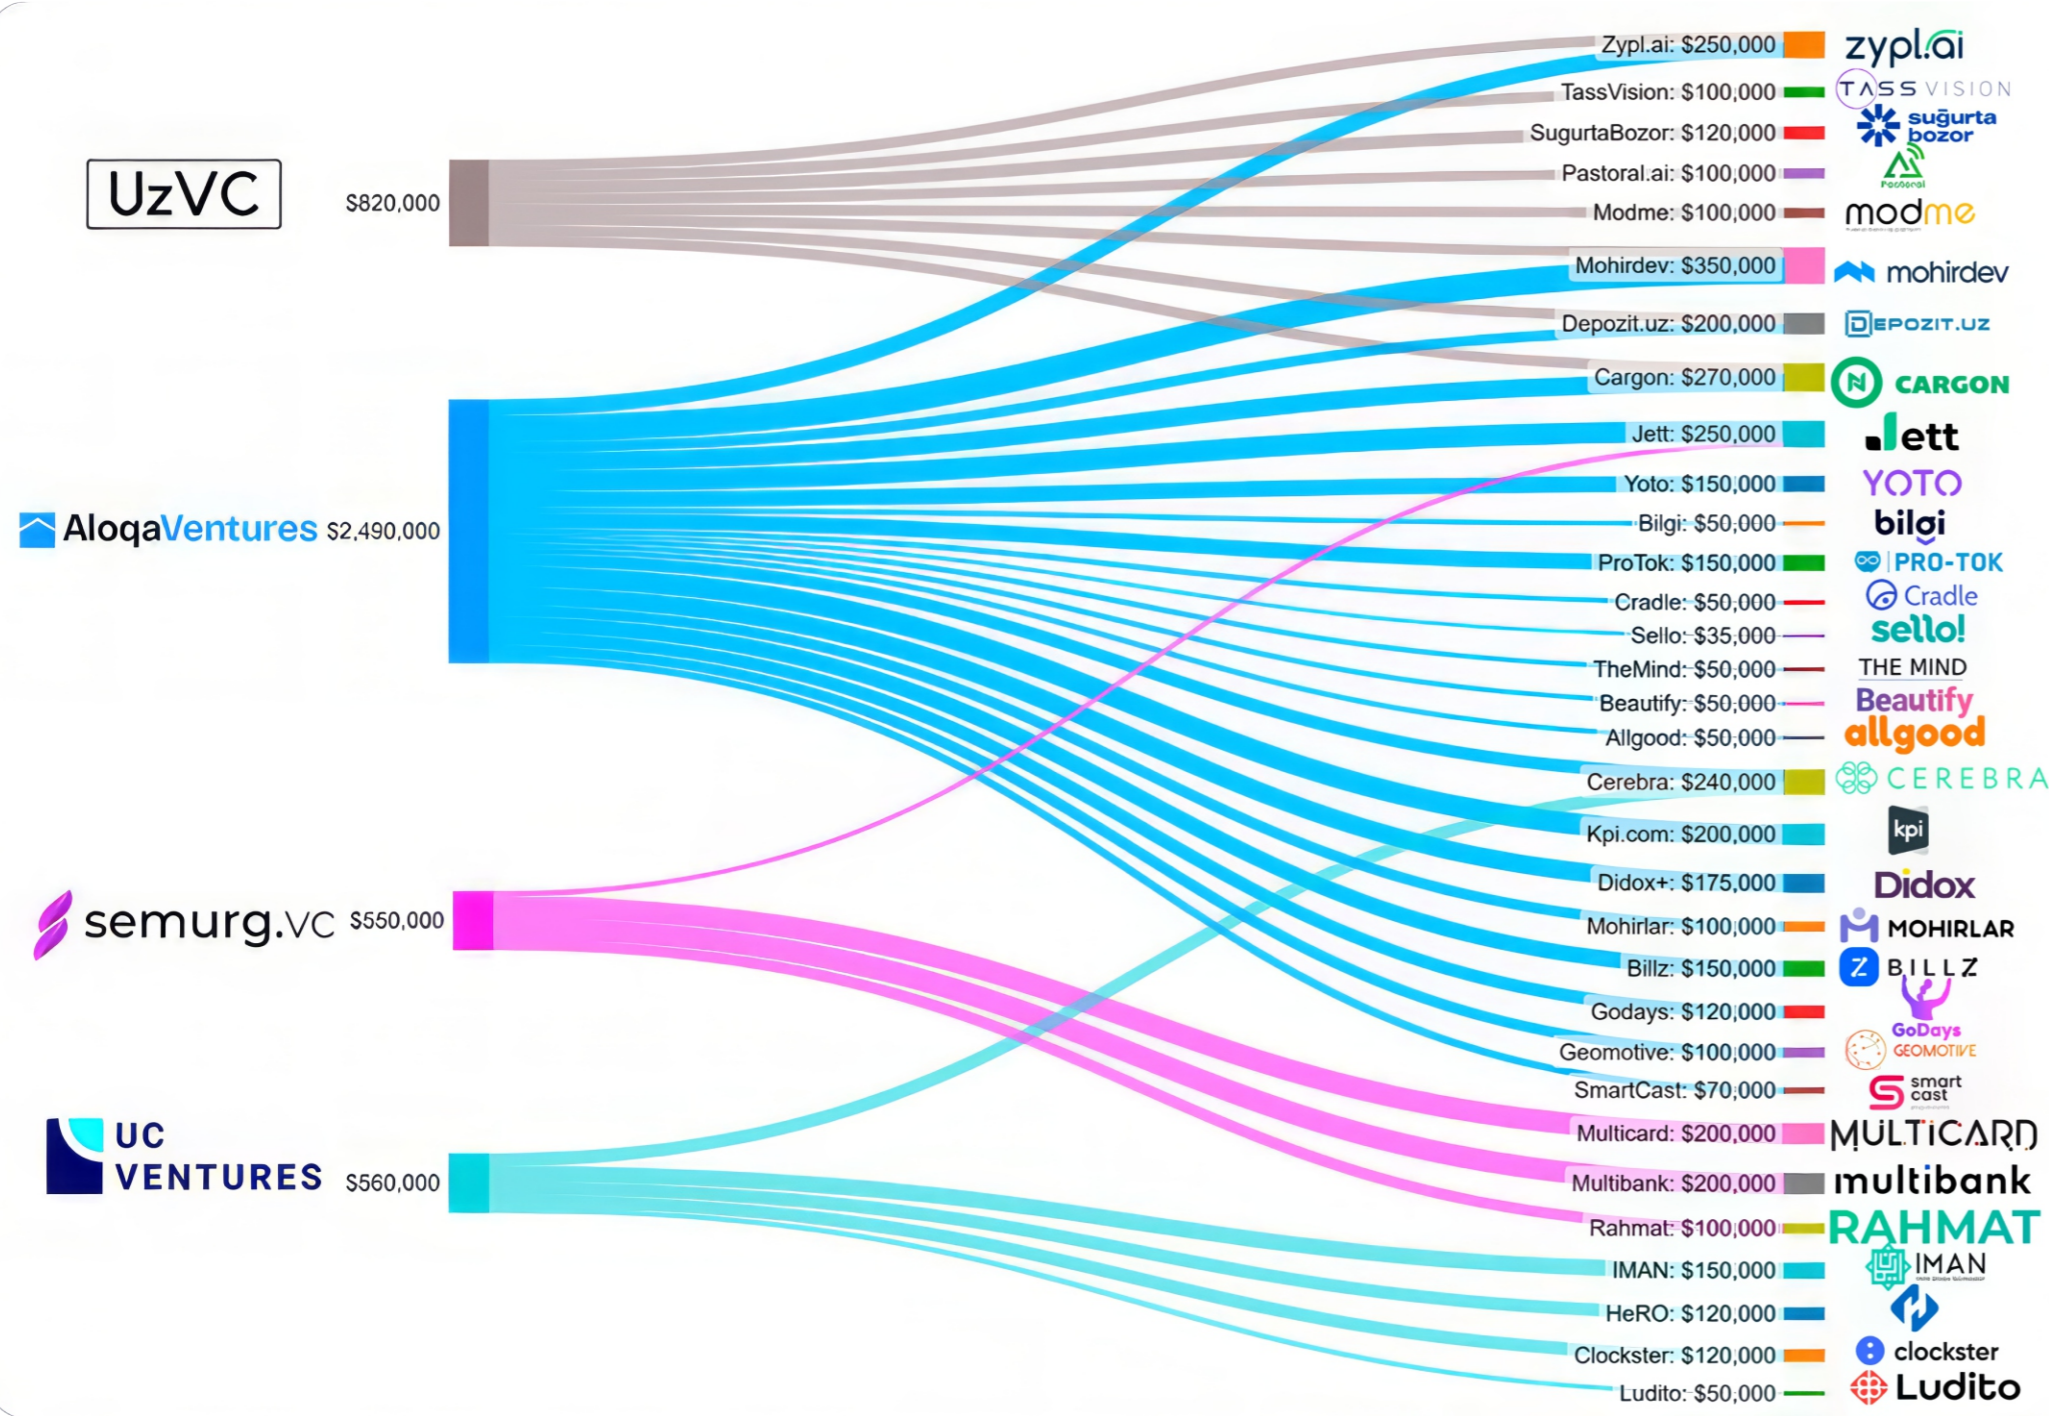 UzVC
$820,000
AloqaVentures
$2,490,000
semurg.vc
$550,000
UC
VENTURES
$560,000
Zypl.ai: $250,000
zypl.ai
TassVision: $100,000
TASS VISION
SugurtaBozor: $120,000
suğurta
bozor
Pastoral.ai: $100,000
Pastoral
Modme: $100,000
modme
Mohirdev: $350,000
mohirdev
Depozit.uz: $200,000
DEPOZIT.UZ
Cargon: $270,000
CARGON
Jett: $250,000
Jett
Yoto: $150,000
YOTO
Bilgi: $50,000
bilgi
ProTok: $150,000
PRO-TOK
Cradle: $50,000
Cradle
Sello: $35,000
sello!
TheMind: $50,000
THE MIND
Beautify: $50,000
Beautify
Allgood: $50,000
allgood
Cerebra: $240,000
CEREBRA
Kpi.com: $200,000
kpi
Didox+: $175,000
Didox
Mohirlar: $100,000
MOHIRLAR
Billz: $150,000
BILLZ
Godays: $120,000
GoDays
Geomotive: $100,000
GEOMOTIVE
SmartCast: $70,000
smart
cast
Multicard: $200,000
MULTICARD
Multibank: $200,000
multibank
Rahmat: $100,000
RAHMAT
IMAN: $150,000
IMAN
HeRO: $120,000
Clockster: $120,000
clockster
Ludito: $50,000
Ludito